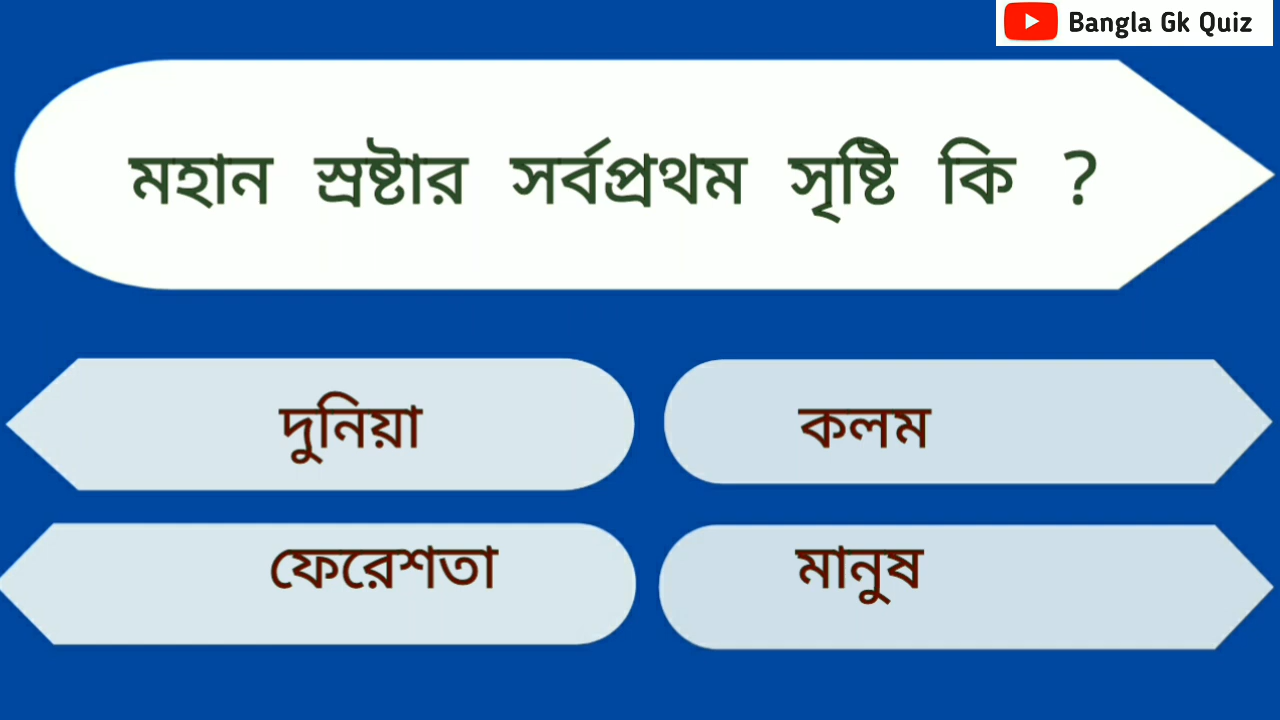 Bangla Gk Quiz
মহান স্রষ্টার সর্বপ্রথম সৃষ্টি কি ?
দুনিয়া
কলম
ফেরেশতা
মানুষ